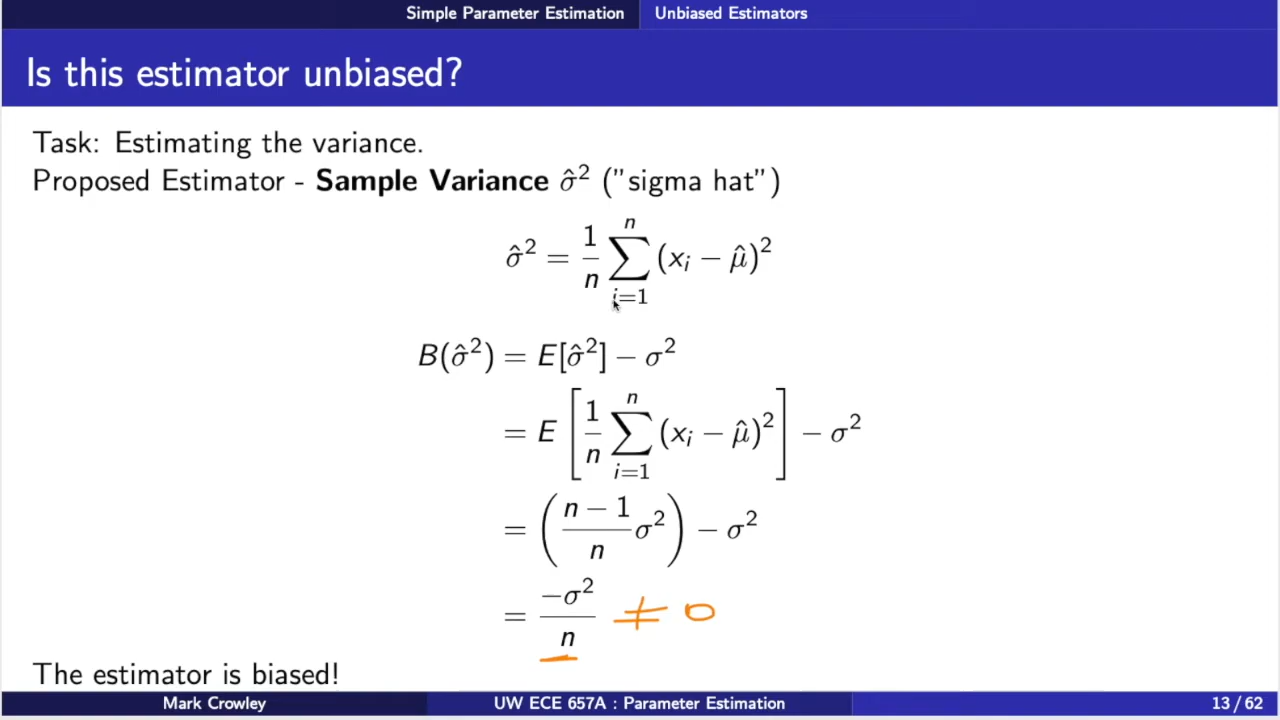 Simple Parameter Estimation Unbiased Estimators
Is this estimator unbiased?
Task: Estimating the variance.
Proposed Estimator - Sample Variance σ̂² ("sigma hat")
σ̂² = 1/n ∑_{i=1}^{n} (x_i − μ̂)²
B(σ̂²) = E[σ̂²] − σ²
= E [ 1/n ∑_{i=1}^{n} (x_i − μ̂)² ] − σ²
= ( n − 1/n σ² ) − σ²
= −σ²/n ≠ 0
The estimator is biased!
Mark Crowley UW ECE 657A : Parameter Estimation 13 / 62